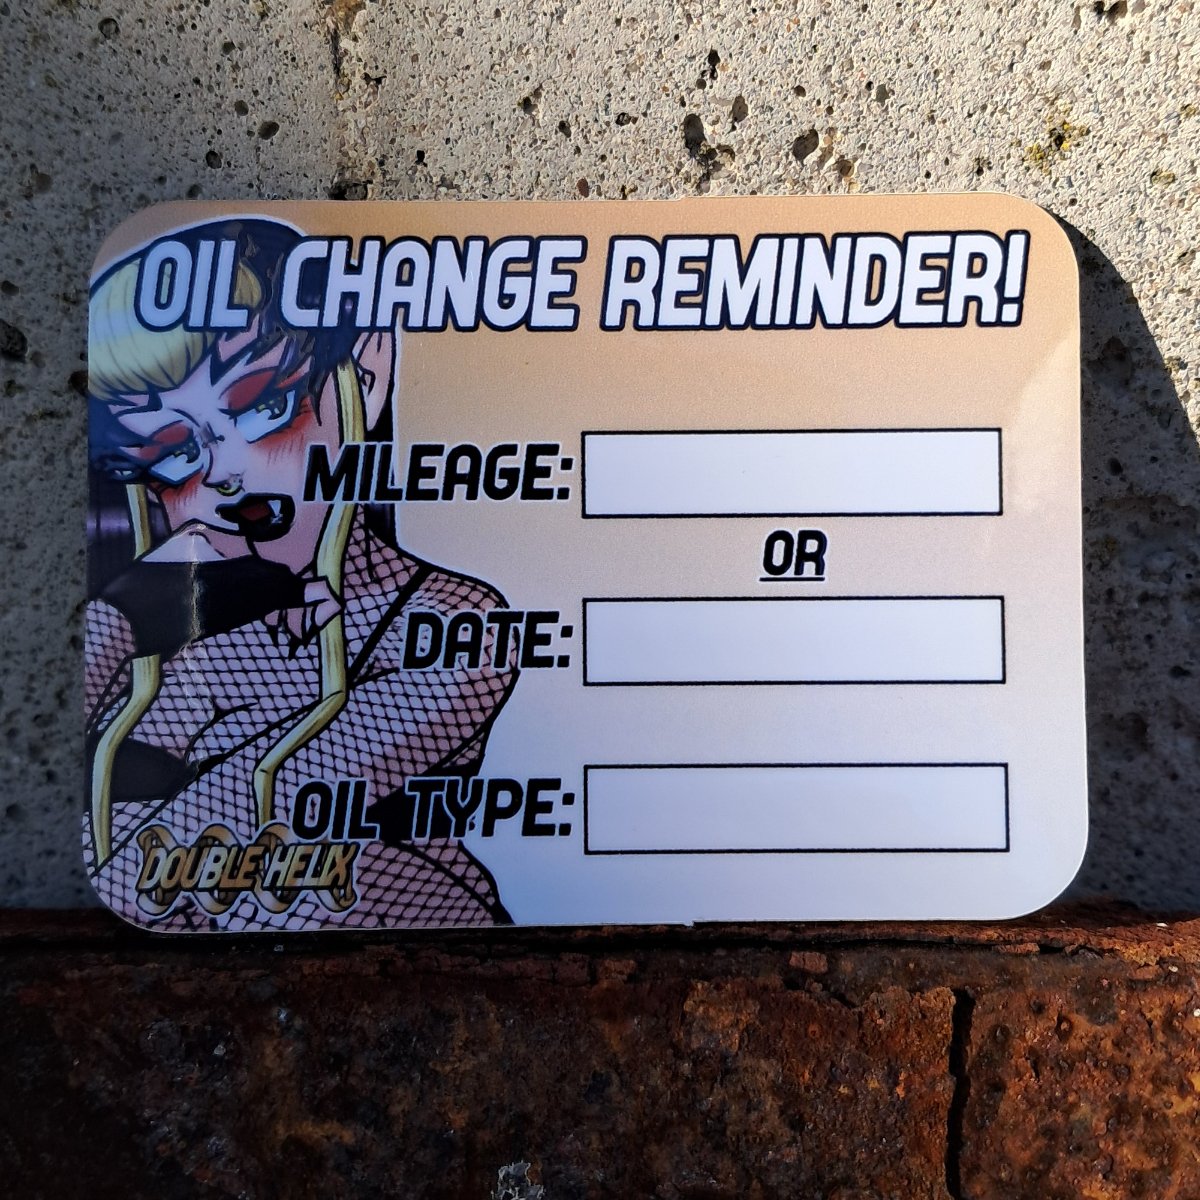 OIL CHANGE REMINDER!
MILEAGE:
OR
DATE:
OIL TYPE:
DOUBLE HELIX